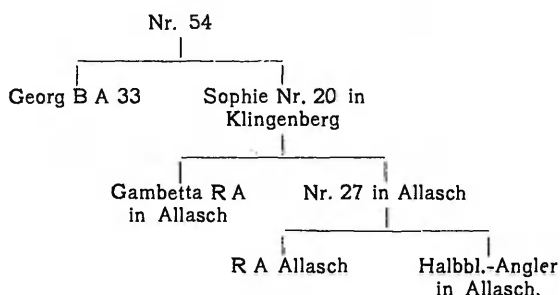 Nr. 54
Georg B A 33
Sophie Nr. 20 in
Klingenberg
Gambetta R A
in Allasch
Nr. 27 in Allasch
R A Allasch
Halbbl.-Angler
in Allasch.